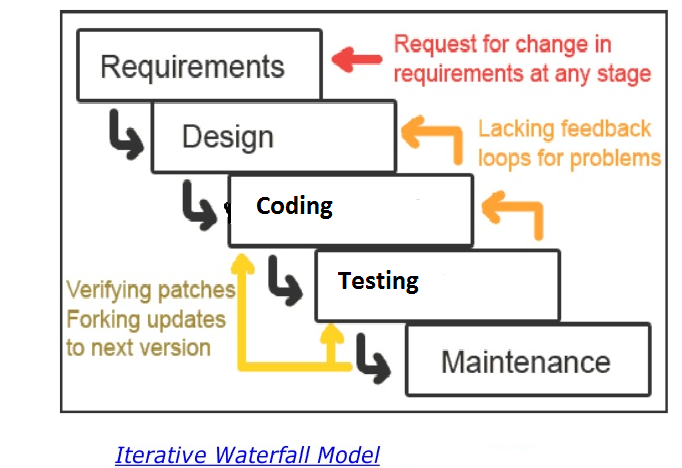 Requirements
Request for change in
requirements at any stage
Design
Lacking feedback
loops for problems
Coding
Testing
Verifying patches
Forking updates
to next version
Maintenance
Iterative Waterfall Model